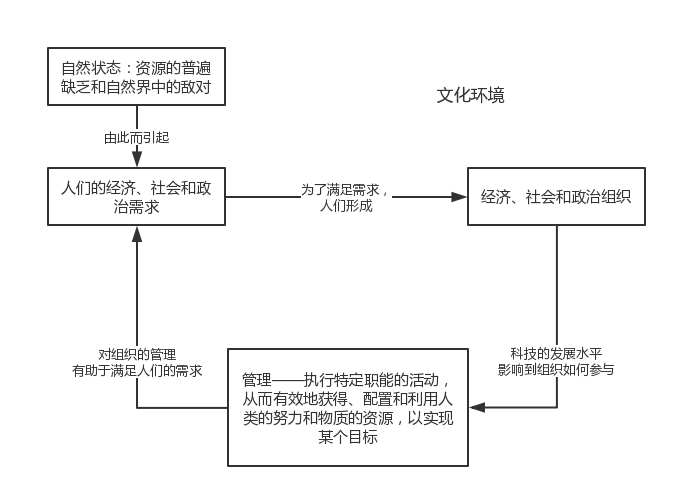 自然状态：资源的普遍
缺乏和自然界中的敌对
文化环境
由此而引起
人们的经济、社会和政
治需求
为了满足需求，
人们形成
经济、社会和政治组织
对组织的管理
有助于满足人们的需求
管理——执行特定职能的活动，
从而有效地获得、配置和利用人
类的努力和物质的资源，以实现
某个目标
科技的发展水平
影响到组织如何参与